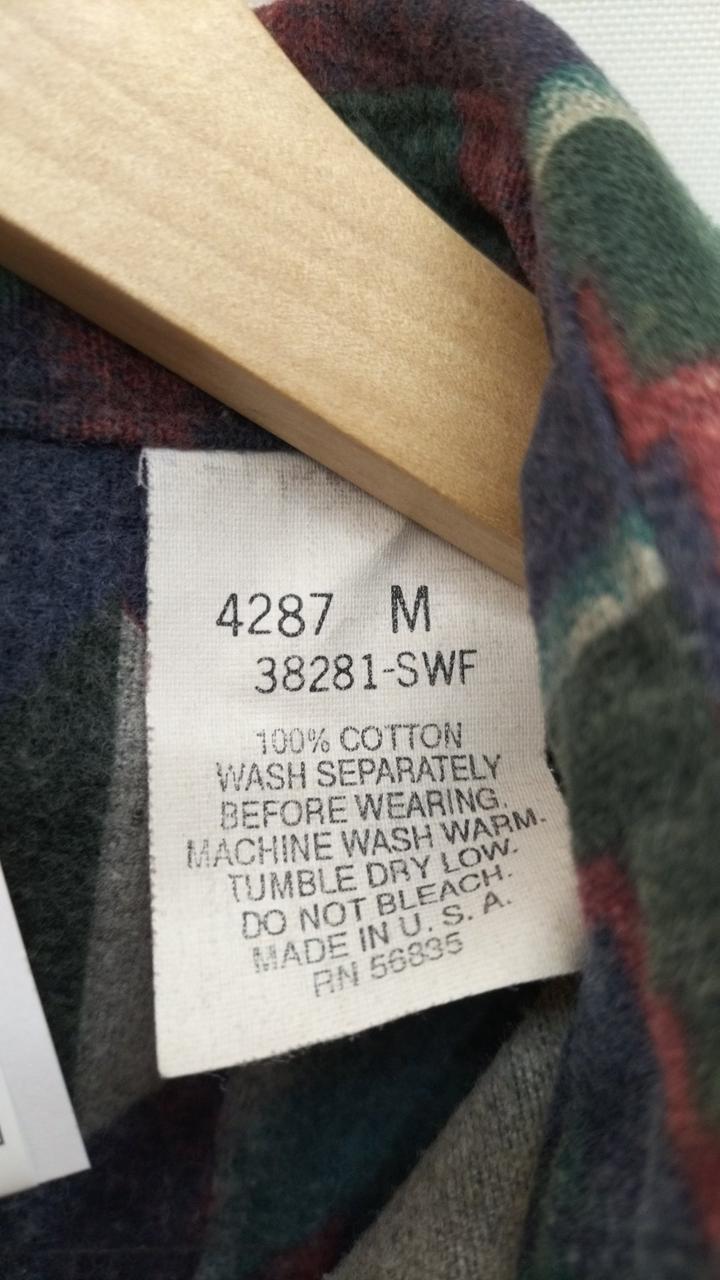 4287 M
38281-SWF
100% COTTON
WASH SEPARATELY
BEFORE WEARING.
MACHINE WASH WARM.
TUMBLE DRY LOW.
DO NOT BLEACH.
MADE IN U. S. A.
RN 56835